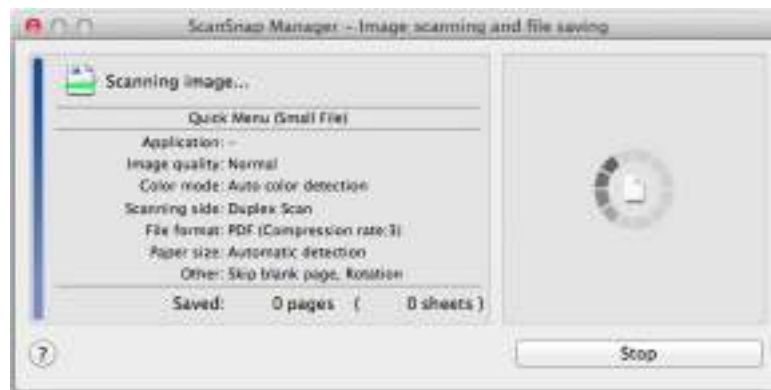 ScanSnap Manager – Image scanning and file saving
Scanning image...
Quick Menu (Small File)
Application: –
Image quality: Normal
Color mode: Auto color detection
Scanning side: Duplex Scan
File format: PDF (Compression rate:3)
Paper size: Automatic detection
Other: Skip blank page, Rotation
Saved: 0 pages ( 0 sheets )
? Stop